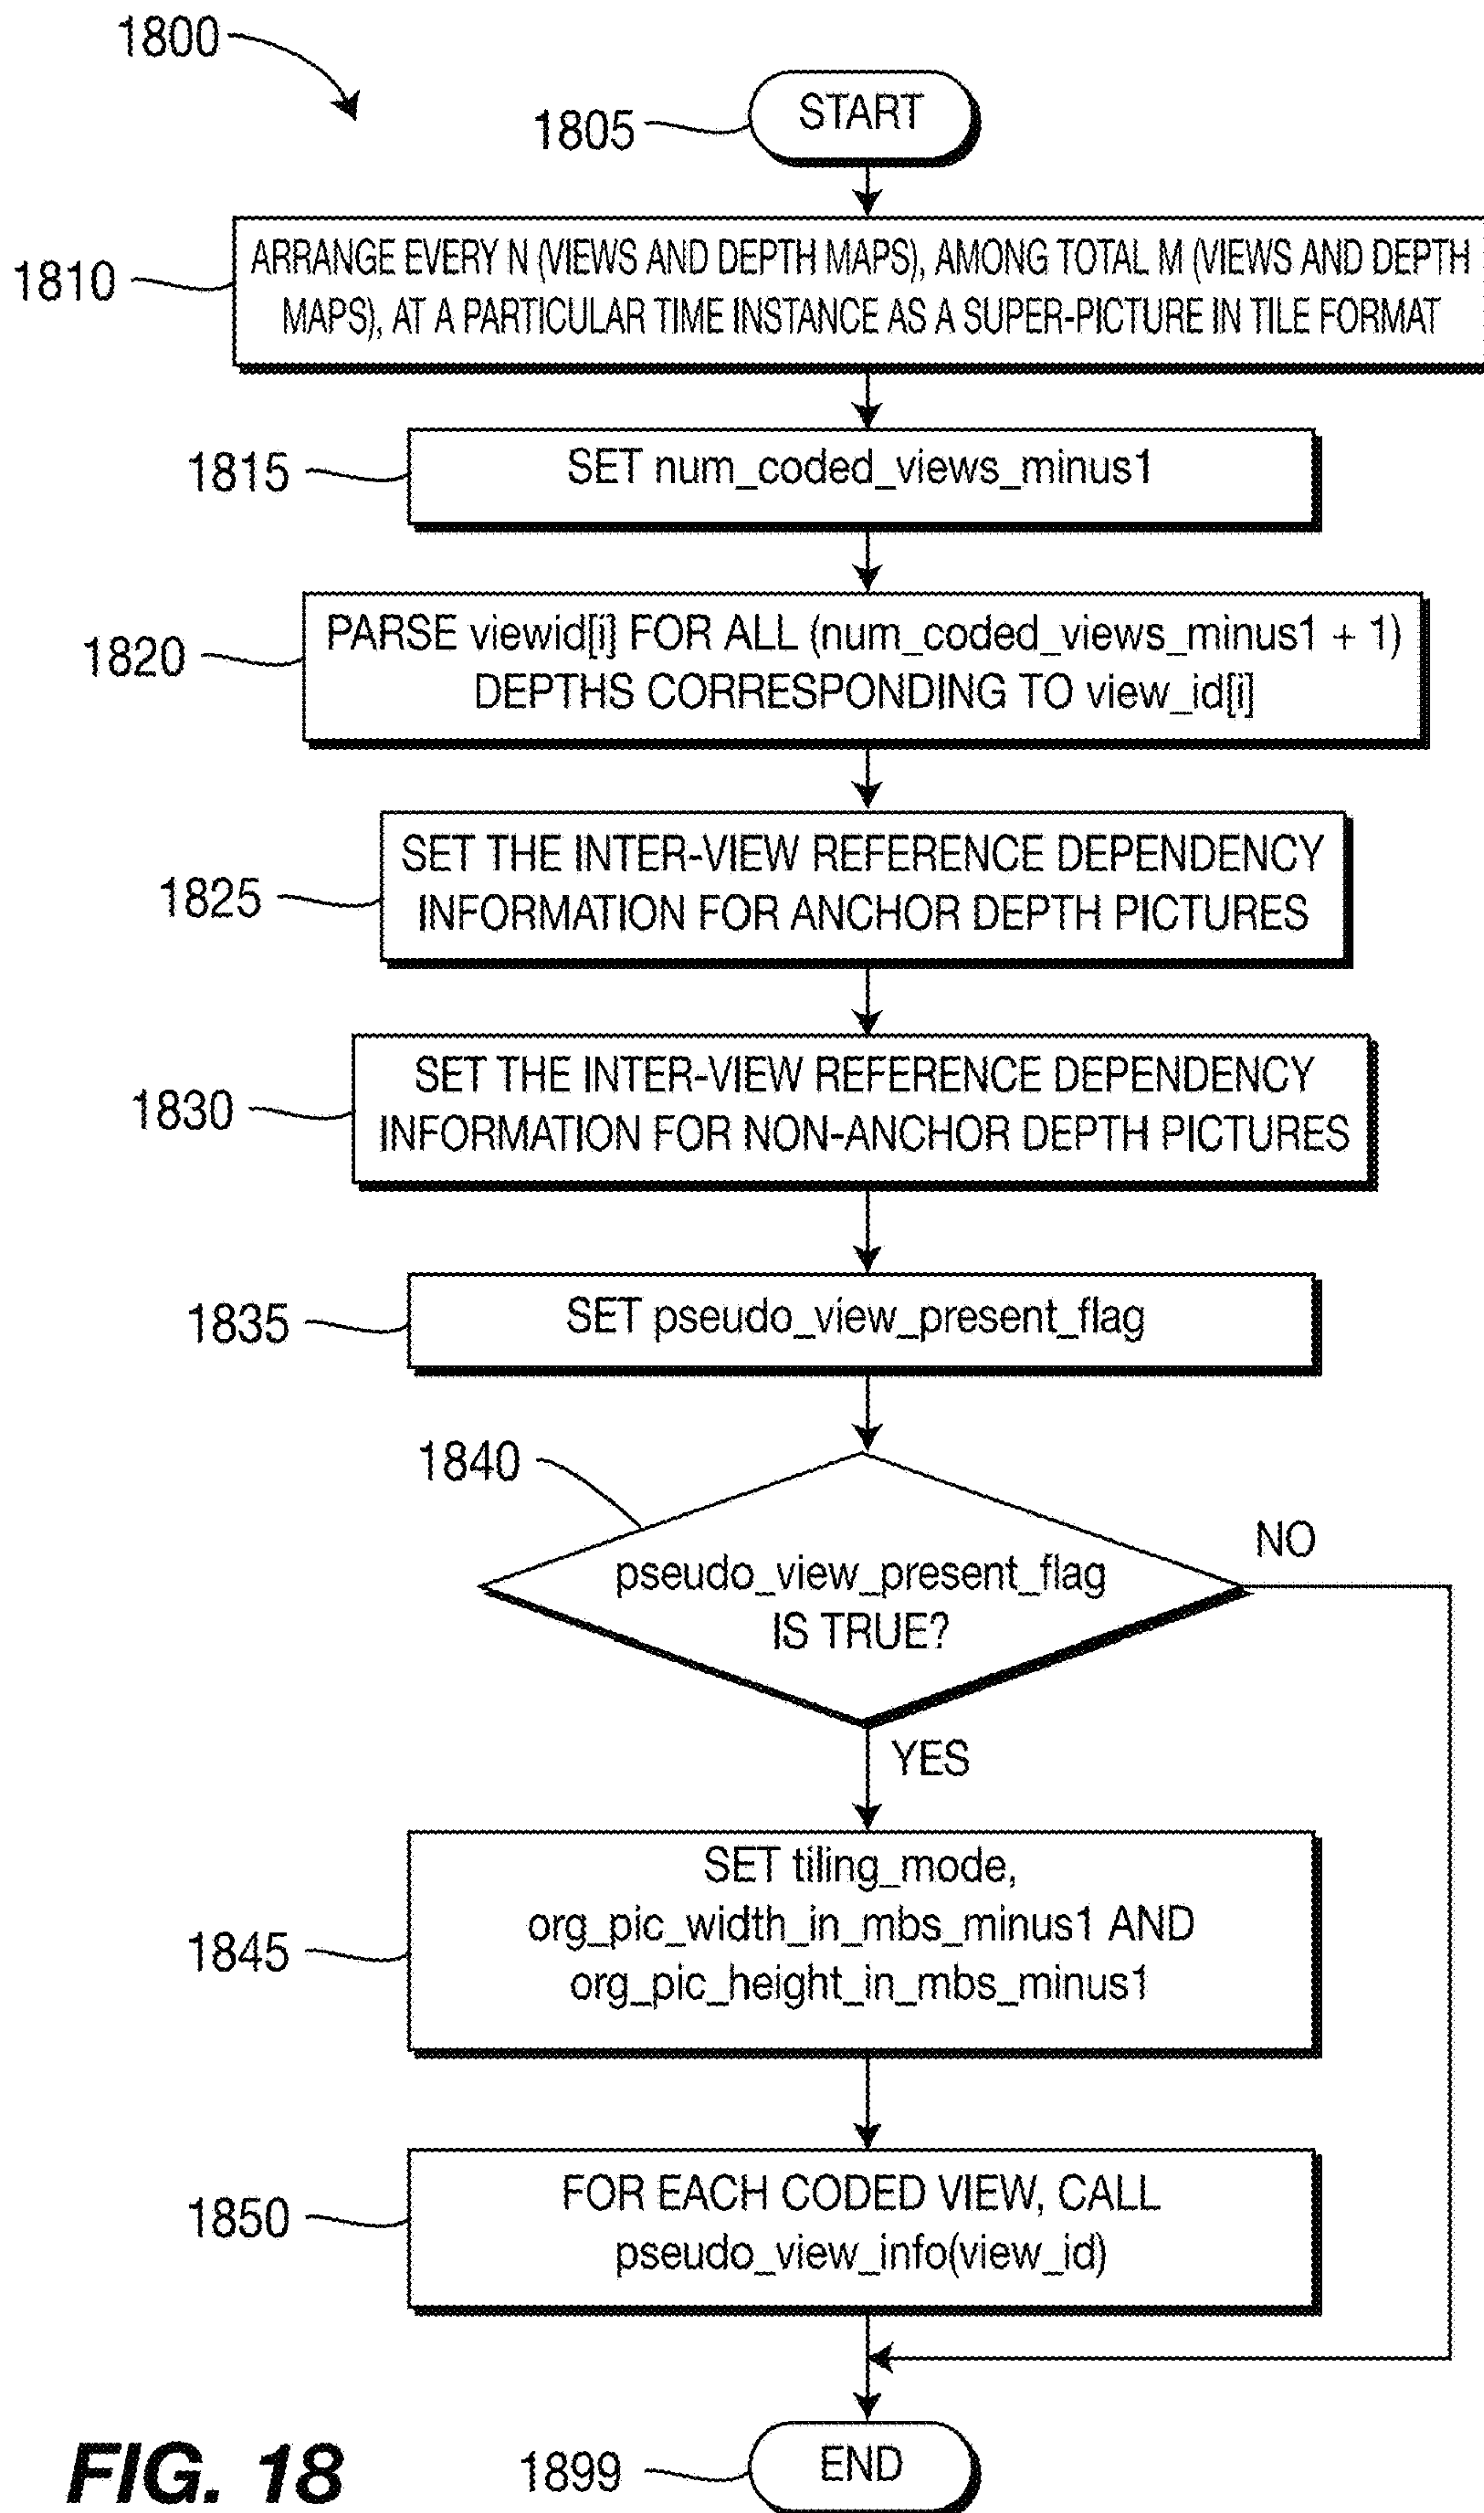 1800
1805
START
1810
ARRANGE EVERY N (VIEWS AND DEPTH MAPS), AMONG TOTAL M (VIEWS AND DEPTH
MAPS), AT A PARTICULAR TIME INSTANCE AS A SUPER-PICTURE IN TILE FORMAT
1815
SET num_coded_views_minus1
1820
PARSE viewid[i] FOR ALL (num_coded_views_minus1 + 1)
DEPTHS CORRESPONDING TO view_id[i]
1825
SET THE INTER-VIEW REFERENCE DEPENDENCY
INFORMATION FOR ANCHOR DEPTH PICTURES
1830
SET THE INTER-VIEW REFERENCE DEPENDENCY
INFORMATION FOR NON-ANCHOR DEPTH PICTURES
1835
SET pseudo_view_present_flag
1840
pseudo_view_present_flag
IS TRUE?
NO
YES
1845
SET tiling_mode,
org_pic_width_in_mbs_minus1 AND
org_pic_height_in_mbs_minus1
1850
FOR EACH CODED VIEW, CALL
pseudo_view_info(view_id)
1899
END
FIG. 18